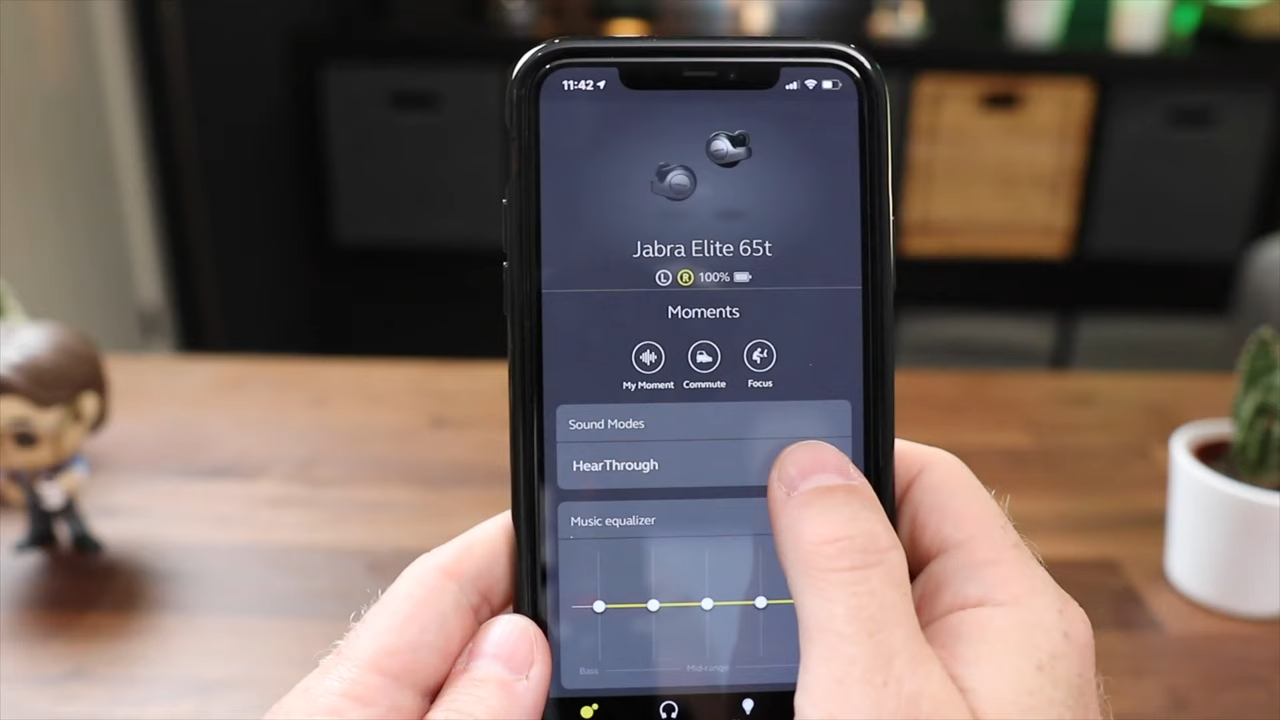 11:42
Jabra Elite 65t
L R 100%
Moments
My Moment Commute Focus
Sound Modes
HearThrough
Music equalizer
Bass Mid-range